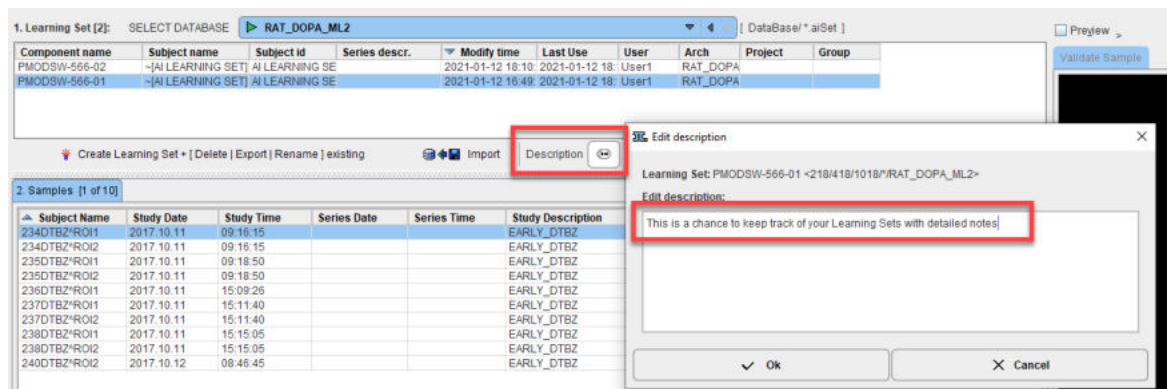 1. Learning Set [2]: SELECT DATABASE RAT_DOPA_ML2 [ DataBase/ *.aiSet ] Preview
Component name Subject name Subject id Series descr. Modify time Last Use User Arch Project Group
Validate Sample
PMODSW-566-02 ~[AI LEARNING SET] AI LEARNING SE 2021-01-12 18:10: 2021-01-12 18: User1 RAT_DOPA
PMODSW-566-01 ~[AI LEARNING SET] AI LEARNING SE 2021-01-12 16:49: 2021-01-12 18: User1 RAT_DOPA
Create Learning Set + [ Delete | Export | Rename ] existing Import Description
2. Samples [1 of 10]
Subject Name Study Date Study Time Series Date Series Time Study Description
234DTBZ^ROI1 2017.10.11 09:16:15 EARLY_DTBZ
234DTBZ^ROI2 2017.10.11 09:16:15 EARLY_DTBZ
235DTBZ^ROI1 2017.10.11 09:18:50 EARLY_DTBZ
235DTBZ^ROI2 2017.10.11 09:18:50 EARLY_DTBZ
236DTBZ^ROI1 2017.10.11 15:09:26 EARLY_DTBZ
237DTBZ^ROI1 2017.10.11 15:11:40 EARLY_DTBZ
237DTBZ^ROI2 2017.10.11 15:11:40 EARLY_DTBZ
238DTBZ^ROI1 2017.10.11 15:15:05 EARLY_DTBZ
238DTBZ^ROI2 2017.10.11 15:15:05 EARLY_DTBZ
240DTBZ^ROI2 2017.10.12 08:46:45 EARLY_DTBZ
Edit description
Learning Set: PMODSW-566-01 <218/418/1018/*/RAT_DOPA_ML2>
Edit description:
This is a chance to keep track of your Learning Sets with detailed notes
Ok Cancel